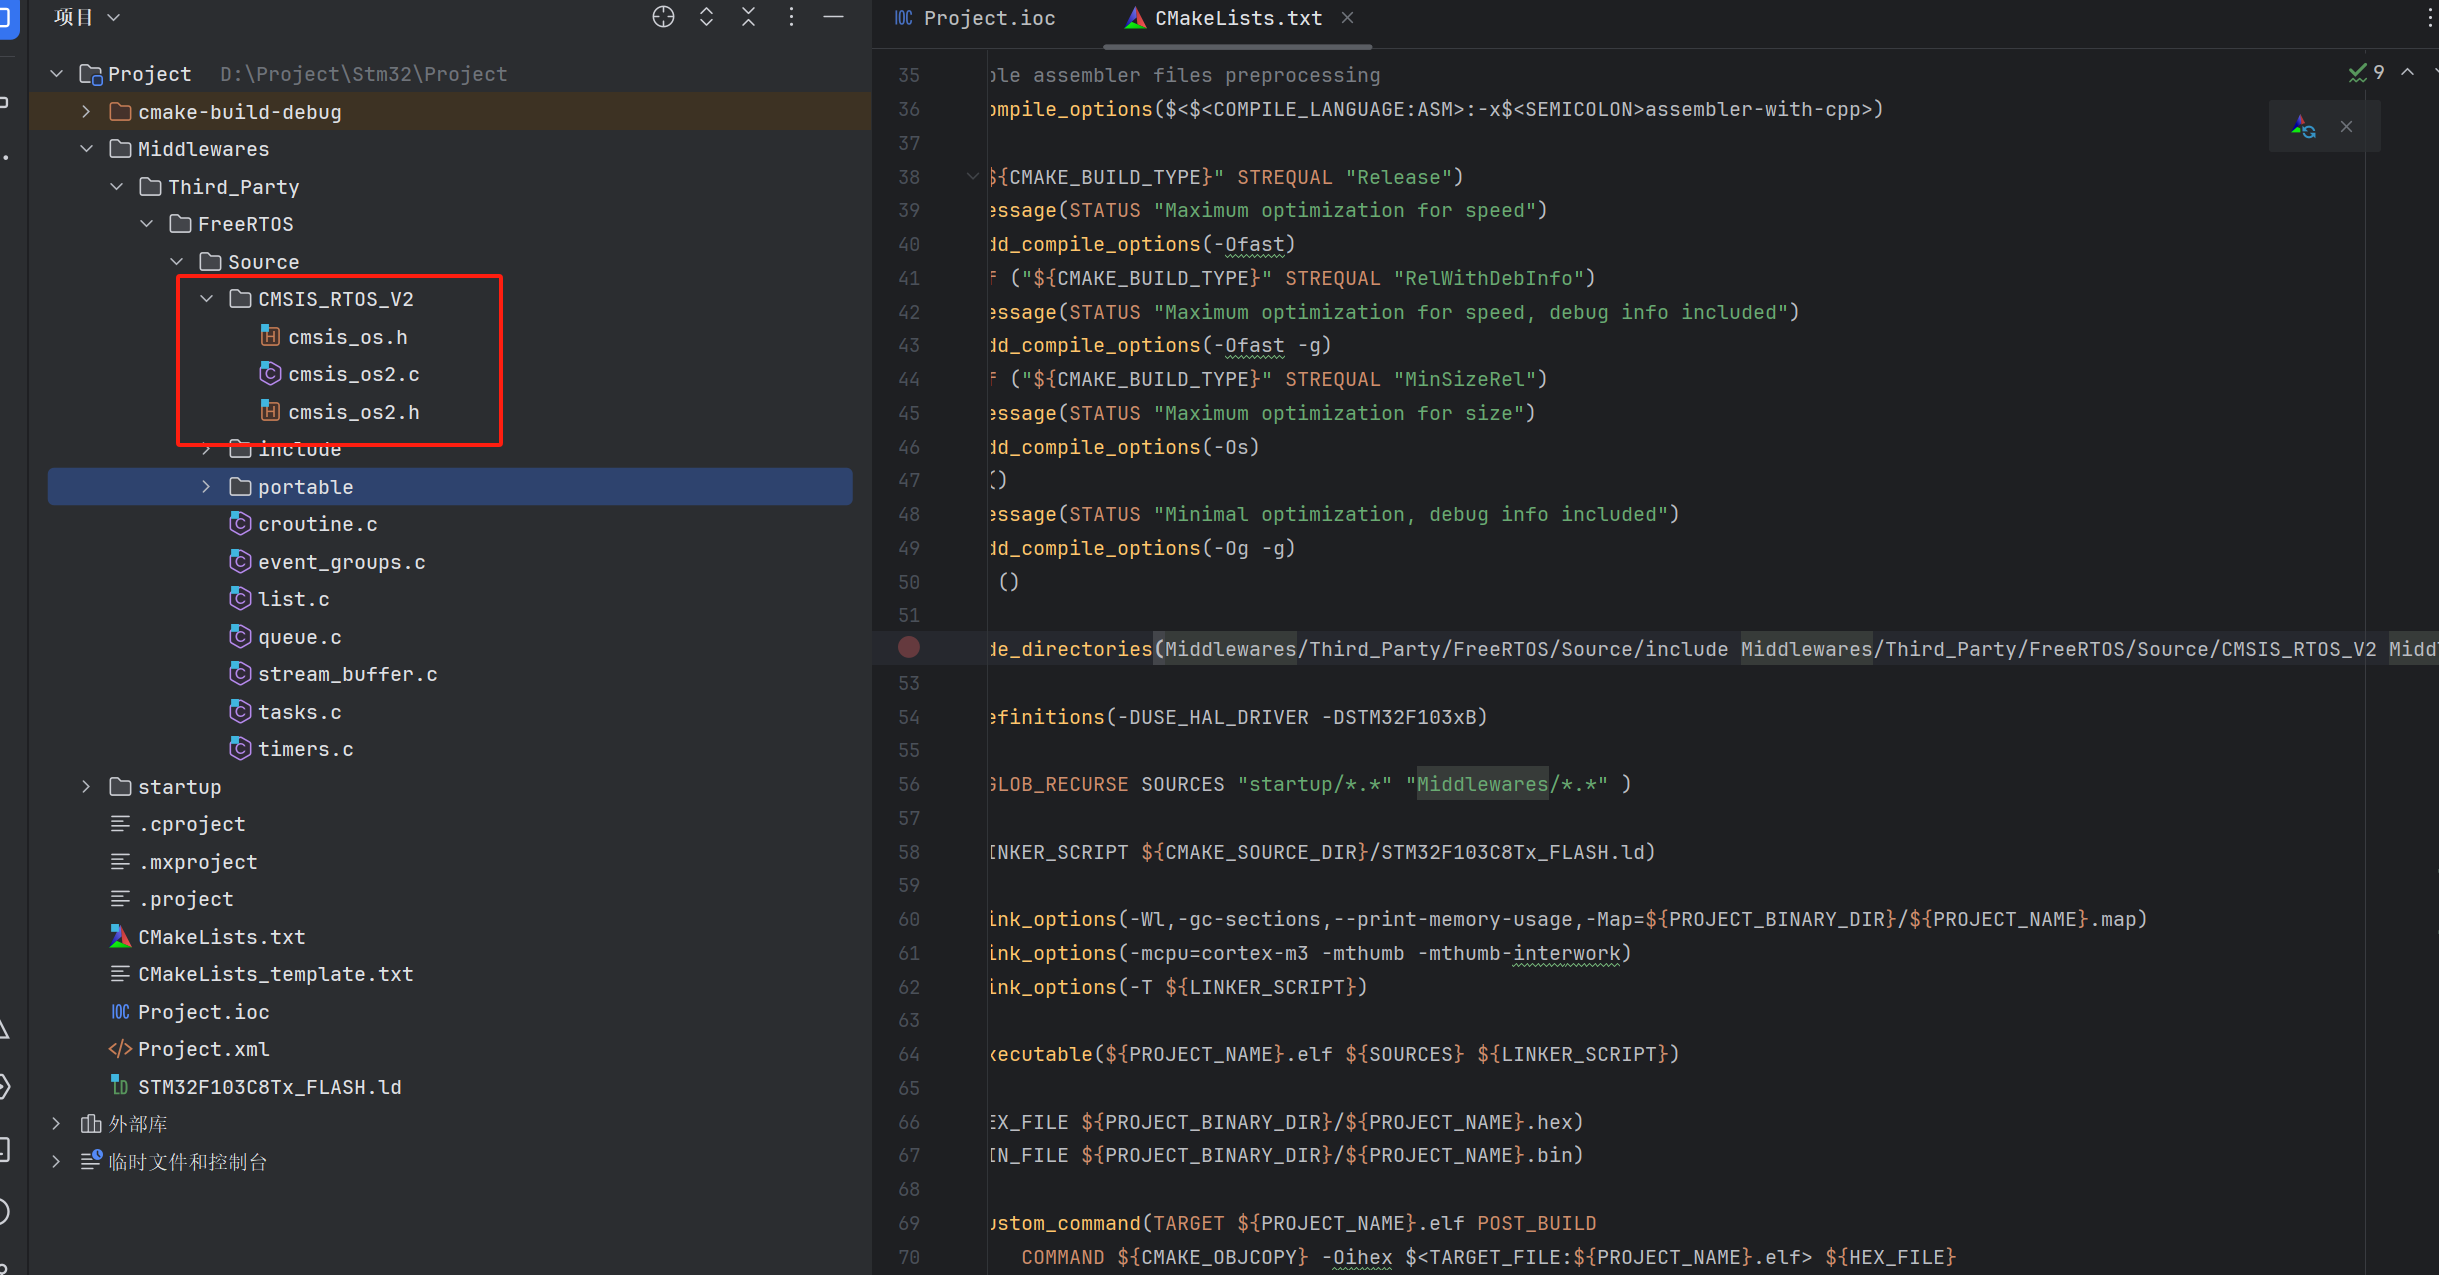 项目
Project D:\Project\Stm32\Project
cmake-build-debug
Middlewares
Third_Party
FreeRTOS
Source
CMSIS_RTOS_V2
cmsis_os.h
cmsis_os2.c
cmsis_os2.h
include
portable
croutine.c
event_groups.c
list.c
queue.c
stream_buffer.c
tasks.c
timers.c
startup
.cproject
.mxproject
.project
CMakeLists.txt
CMakeLists_template.txt
IOC Project.ioc
Project.xml
LD STM32F103C8Tx_FLASH.ld
外部库
临时文件和控制台
IOC Project.ioc
CMakeLists.txt
9
35 ble assembler files preprocessing
36 ompile_options($<$<COMPILE_LANGUAGE:ASM>:-x$<SEMICOLON>assembler-with-cpp>)
37
38 ${CMAKE_BUILD_TYPE}" STREQUAL "Release")
39 essage(STATUS "Maximum optimization for speed")
40 dd_compile_options(-Ofast)
41 f ("${CMAKE_BUILD_TYPE}" STREQUAL "RelWithDebInfo")
42 essage(STATUS "Maximum optimization for speed, debug info included")
43 dd_compile_options(-Ofast -g)
44 f ("${CMAKE_BUILD_TYPE}" STREQUAL "MinSizeRel")
45 essage(STATUS "Maximum optimization for size")
46 dd_compile_options(-Os)
47 ()
48 essage(STATUS "Minimal optimization, debug info included")
49 dd_compile_options(-Og -g)
50 ()
51
de_directories(Middlewares/Third_Party/FreeRTOS/Source/include Middlewares/Third_Party/FreeRTOS/Source/CMSIS_RTOS_V2 Midd
53
54 efinitions(-DUSE_HAL_DRIVER -DSTM32F103xB)
55
56 GLOB_RECURSE SOURCES "startup/*.*" "Middlewares/*.*" )
57
58 INKER_SCRIPT ${CMAKE_SOURCE_DIR}/STM32F103C8Tx_FLASH.ld)
59
60 ink_options(-Wl,-gc-sections,--print-memory-usage,-Map=${PROJECT_BINARY_DIR}/${PROJECT_NAME}.map)
61 ink_options(-mcpu=cortex-m3 -mthumb -mthumb-interwork)
62 ink_options(-T ${LINKER_SCRIPT})
63
64 xecutable(${PROJECT_NAME}.elf ${SOURCES} ${LINKER_SCRIPT})
65
66 EX_FILE ${PROJECT_BINARY_DIR}/${PROJECT_NAME}.hex)
67 IN_FILE ${PROJECT_BINARY_DIR}/${PROJECT_NAME}.bin)
68
69 ustom_command(TARGET ${PROJECT_NAME}.elf POST_BUILD
70 COMMAND ${CMAKE_OBJCOPY} -Oihex $<TARGET_FILE:${PROJECT_NAME}.elf> ${HEX_FILE}